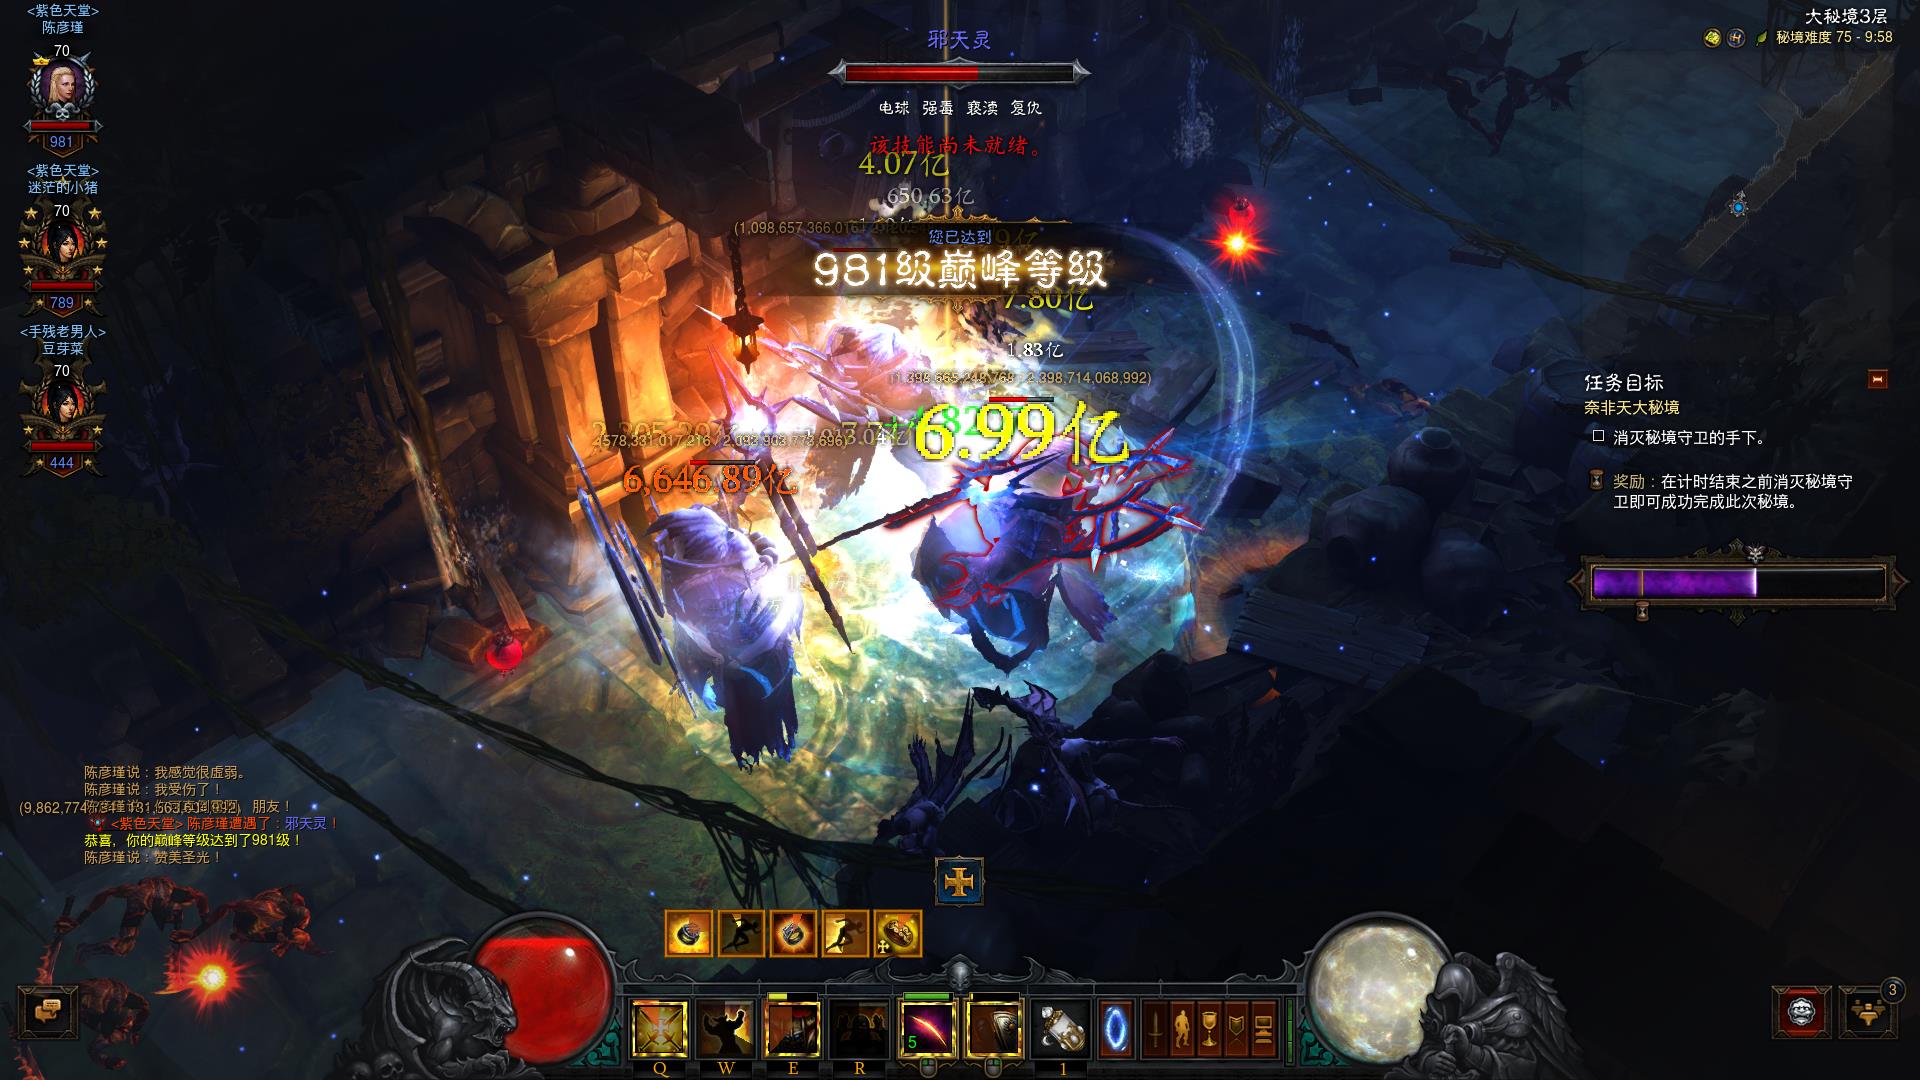 <紫色天堂>
陈彦瑾
70
981
<紫色天堂>
迷茫的小猪
70
789
<手残老男人>
豆芽菜
70
444
邪天灵
电球 强毒 亵渎 复仇
该技能尚未就绪。
4.07亿
650.63亿
您已达到
981级巅峰等级
7.80亿
1.83亿
6.99亿
6,646.89亿
大秘境3层
秘境难度 75 - 9:58
任务目标
奈非天大秘境
消灭秘境守卫的手下。
奖励：在计时结束之前消灭秘境守
卫即可成功完成此次秘境。
陈彦瑾说：我感觉很虚弱。
陈彦瑾说：我受伤了！
朋友！
<紫色天堂> 陈彦瑾遭遇了：邪天灵！
恭喜，你的巅峰等级达到了981级！
陈彦瑾说：赞美圣光！
5
Q W E R 1
3